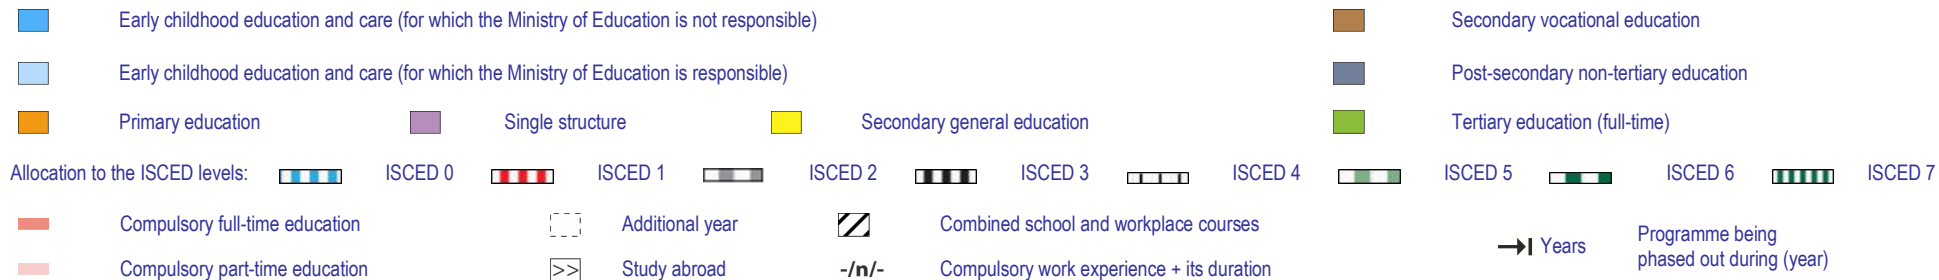 Early childhood education and care (for which the Ministry of Education is not responsible)
Secondary vocational education
Early childhood education and care (for which the Ministry of Education is responsible)
Post-secondary non-tertiary education
Primary education
Single structure
Secondary general education
Tertiary education (full-time)
Allocation to the ISCED levels:
ISCED 0
ISCED 1
ISCED 2
ISCED 3
ISCED 4
ISCED 5
ISCED 6
ISCED 7
Compulsory full-time education
Additional year
Combined school and workplace courses
Years
Programme being
phased out during (year)
Compulsory part-time education
>>
Study abroad
-/n/-
Compulsory work experience + its duration